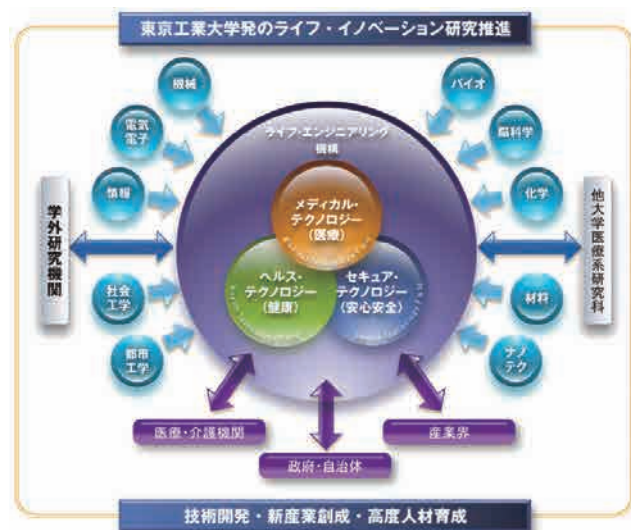 東京工業大学発のライフ・イノベーション研究推進
機械
バイオ
電気
電子
脳科学
ライフ・エンジニアリング
機構
情報
化学
メディカル・
テクノロジー
(医療)
学外研究機関
他大学医療系研究科
ヘルス・
テクノロジー
(健康)
セキュア・
テクノロジー
(安心安全)
社会
工学
材料
都市
工学
ナノ
テク
医療・介護機関
産業界
政府・自治体
技術開発・新産業創成・高度人材育成